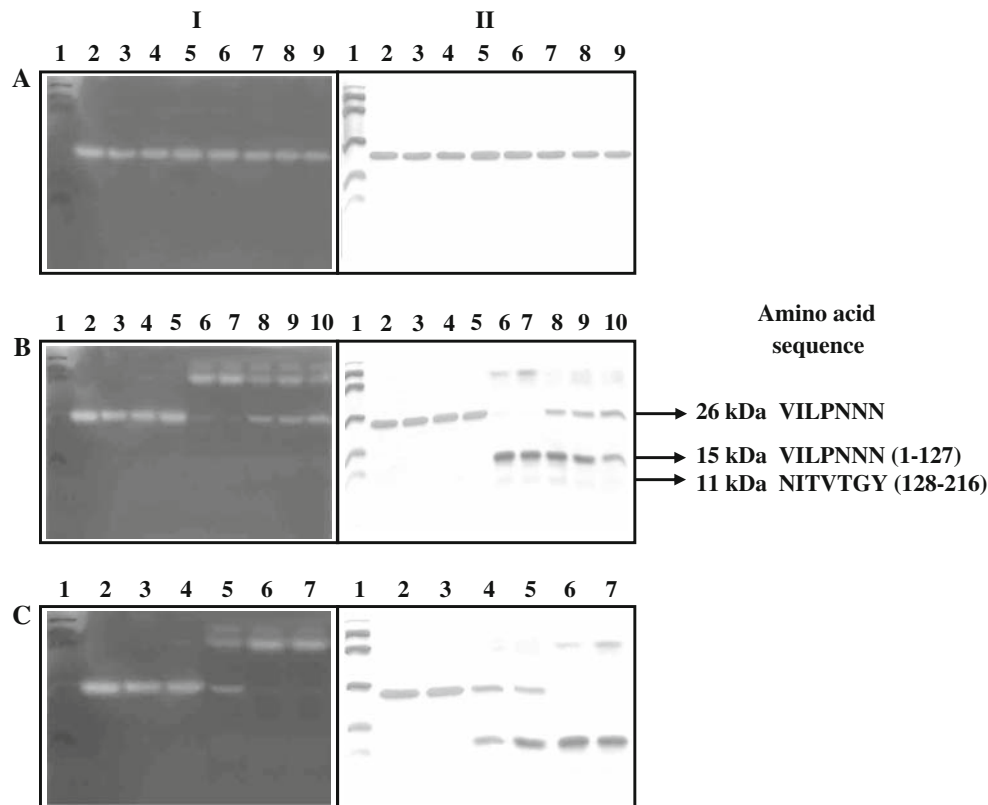 I II
1 2 3 4 5 6 7 8 9 1 2 3 4 5 6 7 8 9
A
1 2 3 4 5 6 7 8 9 10 1 2 3 4 5 6 7 8 9 10
B
Amino acid
sequence
26 kDa VILPNNN
15 kDa VILPNNN (1-127)
11 kDa NITVTGY (128-216)
1 2 3 4 5 6 7 1 2 3 4 5 6 7
C